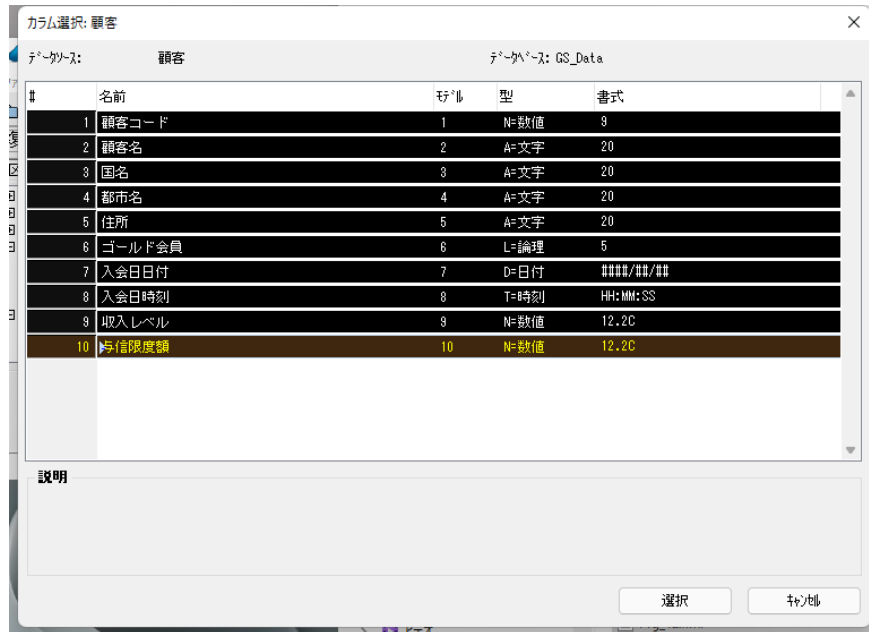 カラム選択: 顧客
データソース: 顧客 データベース: GS_Data
# 名前 モデル 型 書式
1 顧客コード 1 N=数値 9
2 顧客名 2 A=文字 20
3 国名 3 A=文字 20
4 都市名 4 A=文字 20
5 住所 5 A=文字 20
6 ゴールド会員 6 L=論理 5
7 入会日日付 7 D=日付 ####/##/##
8 入会日時刻 8 T=時刻 HH:MM:SS
9 収入レベル 9 N=数値 12.2C
10 与信限度額 10 N=数値 12.2C
説明
選択 キャンセル